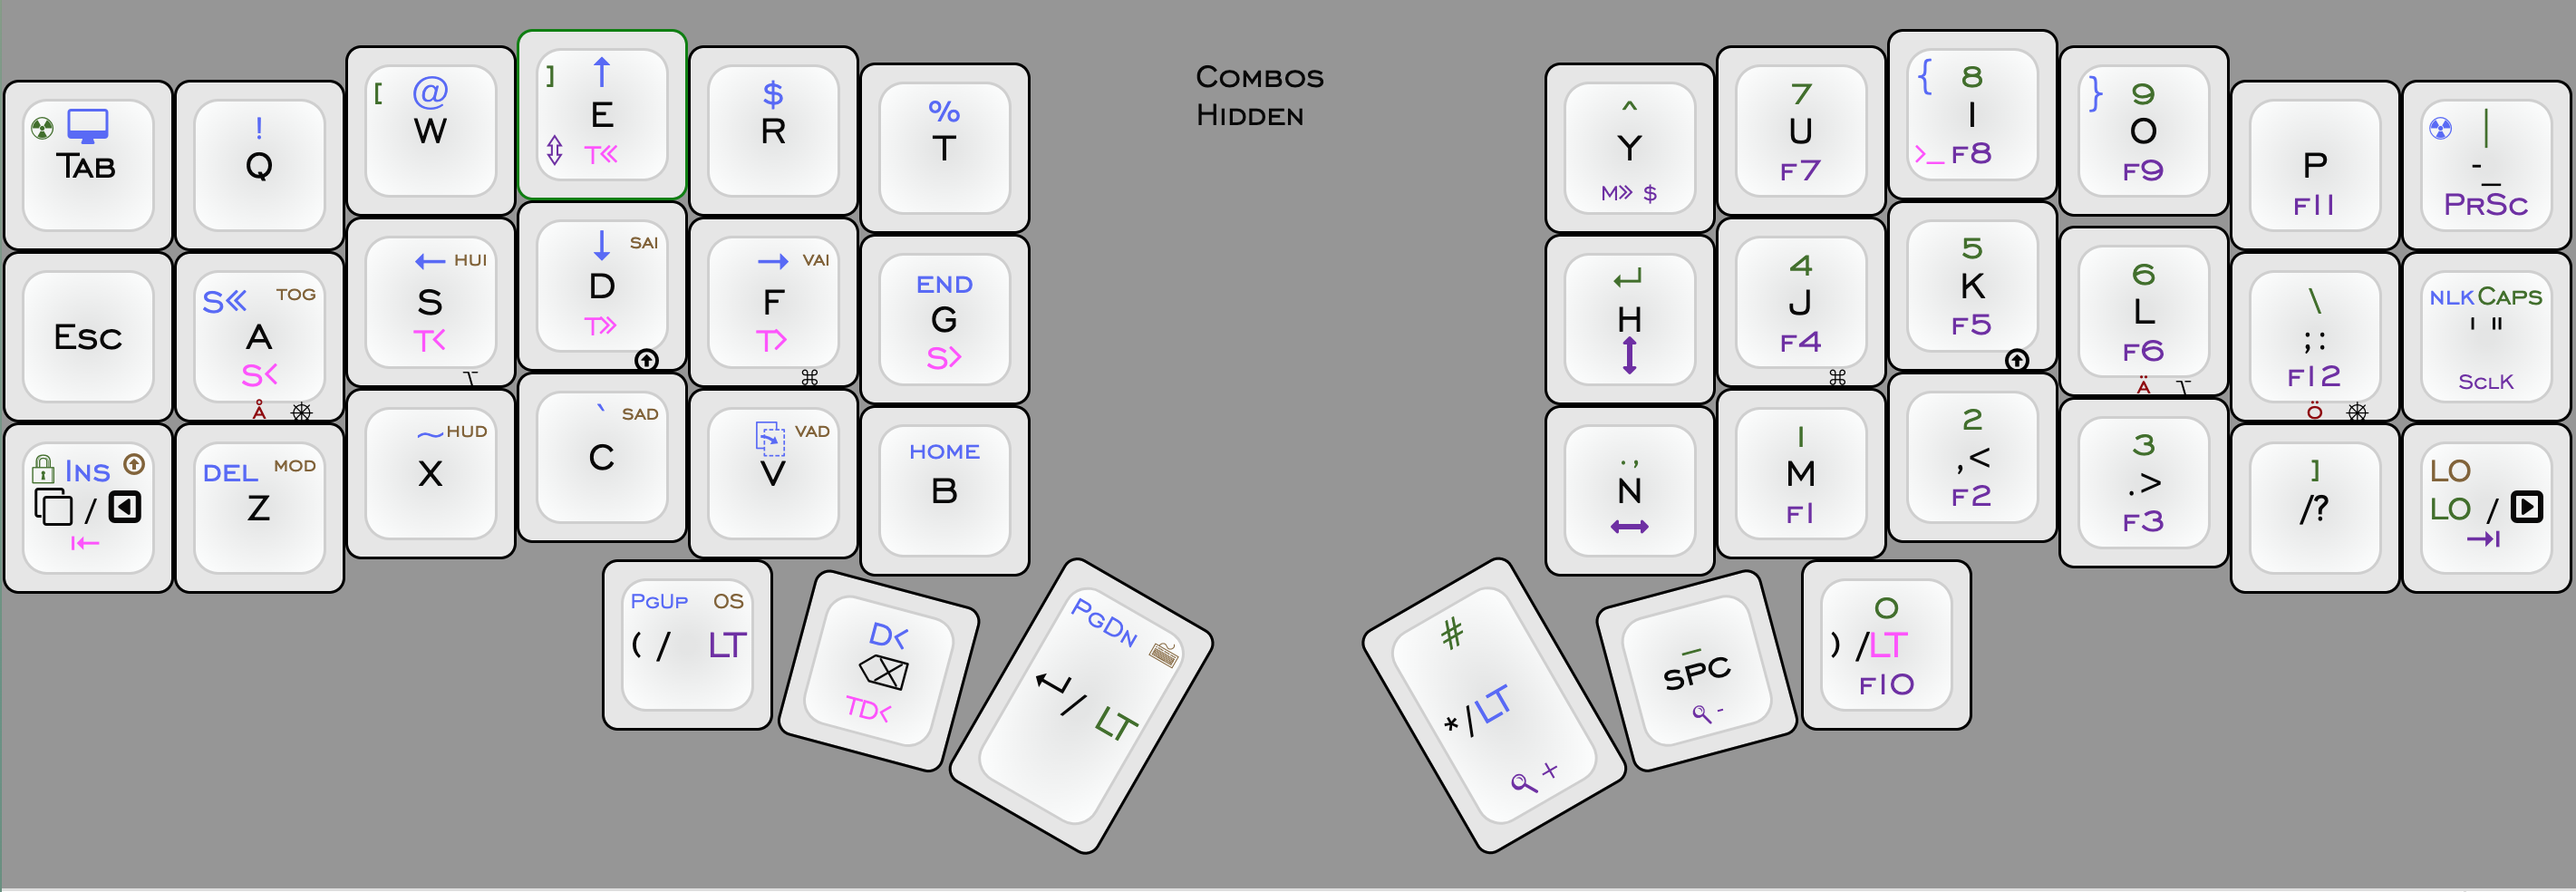 Combos
Hidden
Tab
!
Q
[ @
W
] ↑
E
T≪
$
R
%
T
^
Y
M≫ $
7
U
F7
{ 8
I
>_ F8
} 9
O
F9
P
F11
|
-_
PrSc
Esc
S≪ TOG
A
S<
Å
← HUI
S
T<
⌥
↓ SAI
D
T≫
→ VAI
F
T>
⌘
END
G
S>
↵
H
↕
4
J
F4
⌘
5
K
F5
6
L
F6
Ä ⌥
\
;:
F12
Ö
NLK Caps
' "
ScLK
Ins
/
⇤
DEL MOD
Z
~ HUD
X
` SAD
C
VAD
V
HOME
B
.,
N
↔
1
M
F1
2
,<
F2
3
.>
F3
]
/?
LO
LO /
⇥
PgUp OS
( / LT
D<
⌫
TD<
PgDn
↵/ LT
#
*/LT
+
_
SPC
-
0
) /LT
F10